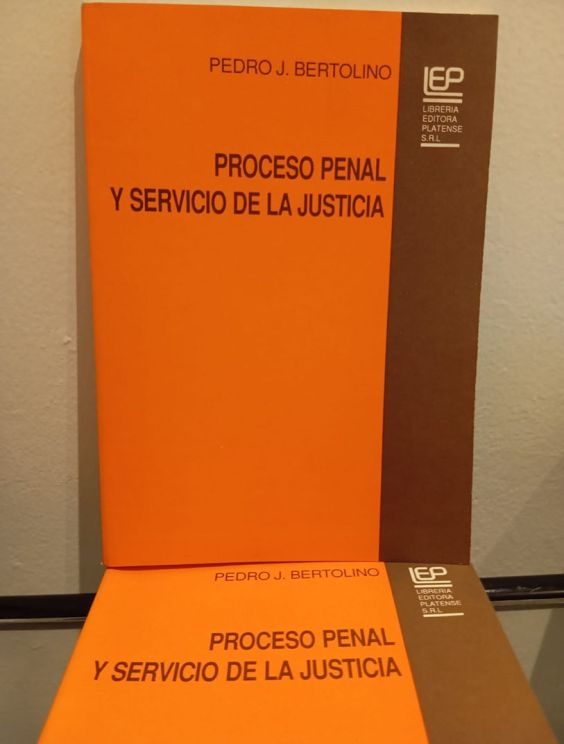 PEDRO J. BERTOLINO
LEP
LIBRERIA
EDITORA
PLATENSE
S.R.L
PROCESO PENAL
Y SERVICIO DE LA JUSTICIA
PEDRO J. BERTOLINO
LEP
LIBRERIA
EDITORA
PLATENSE
S.R.L
PROCESO PENAL
Y SERVICIO DE LA JUSTICIA